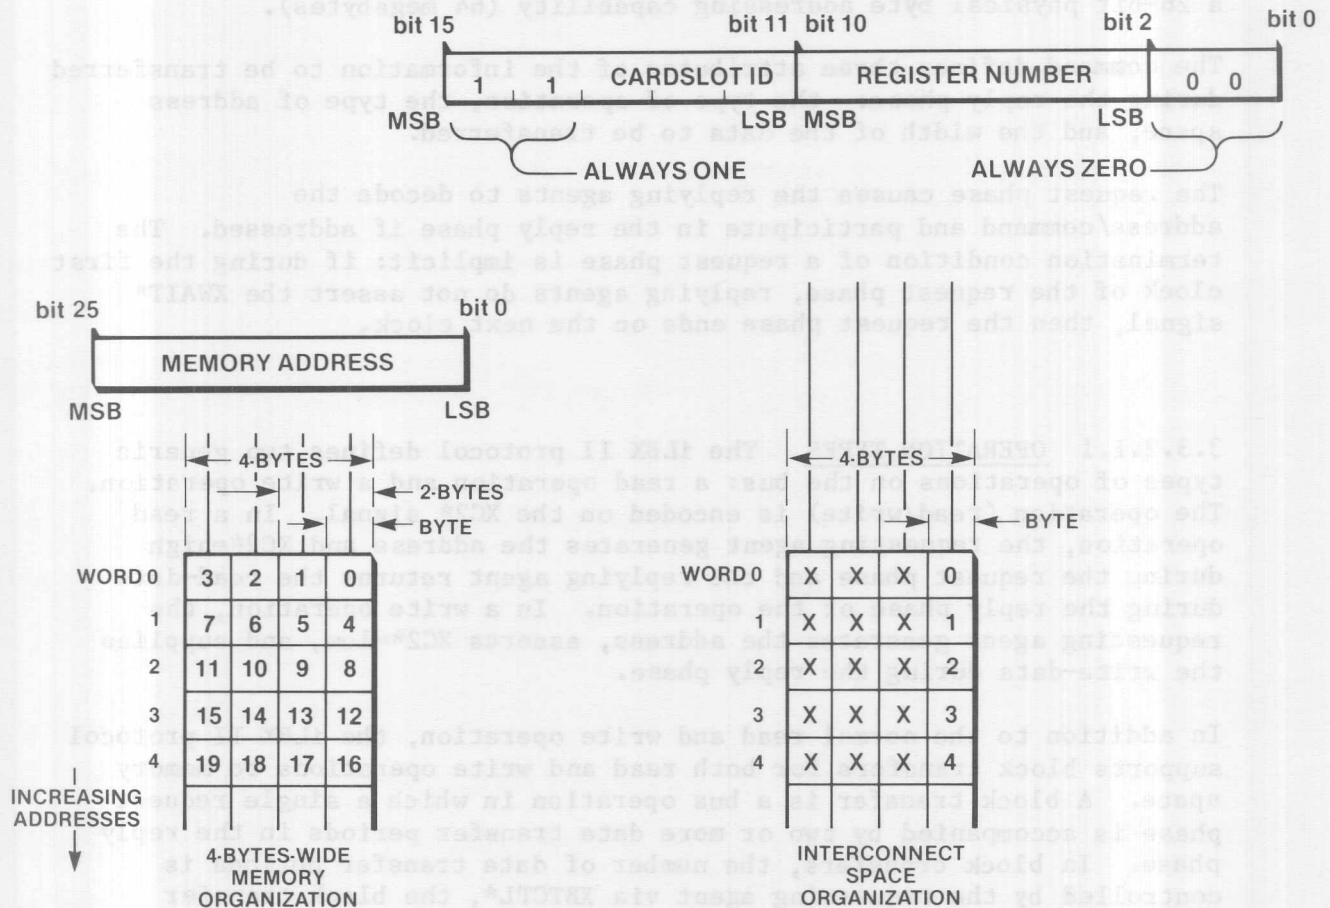 bit 15 bit 11 bit 10 bit 2 bit 0
1 1 CARDSLOT ID REGISTER NUMBER 0 0
MSB LSB MSB LSB
ALWAYS ONE ALWAYS ZERO
bit 25 bit 0
MEMORY ADDRESS
MSB LSB
4-BYTES 4-BYTES
2-BYTES
BYTE BYTE
WORD 0 3 2 1 0
1 7 6 5 4
2 11 10 9 8
3 15 14 13 12
4 19 18 17 16
INCREASING
ADDRESSES
4-BYTES-WIDE
MEMORY
ORGANIZATION
WORD 0 X X X 0
1 X X X 1
2 X X X 2
3 X X X 3
4 X X X 4
INTERCONNECT
SPACE
ORGANIZATION